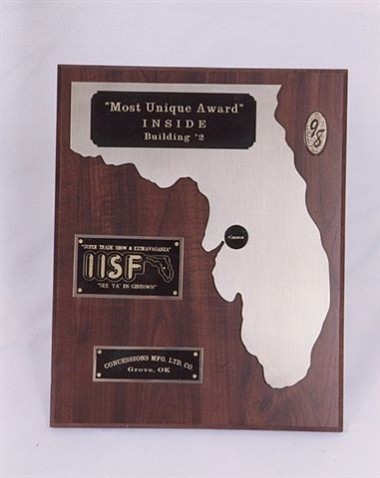 "Most Unique Award"
INSIDE
Building #2
98
"SUPER TRADE SHOW & EXTRAVAGANZA"
IISF
"SEE YA' IN GIBTOWN"
CONCESSIONS MFG. LTD. CO.
Grove, OK